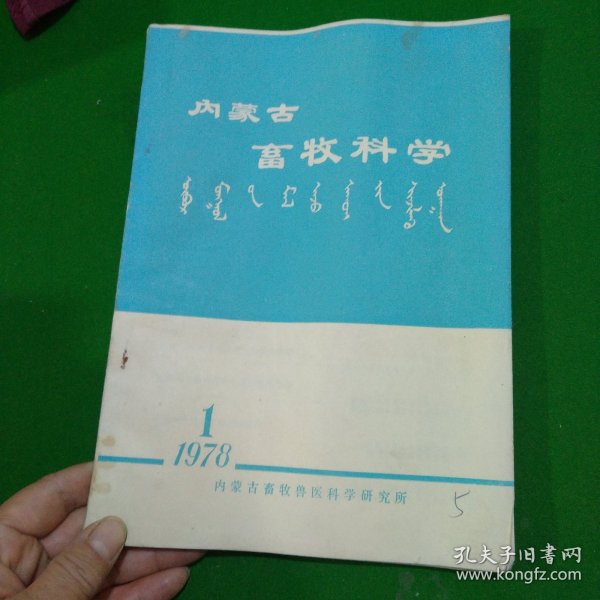 内蒙古
畜牧科学
1
1978
内蒙古畜牧兽医科学研究所
5
孔夫子旧书网
www.kongfz.com